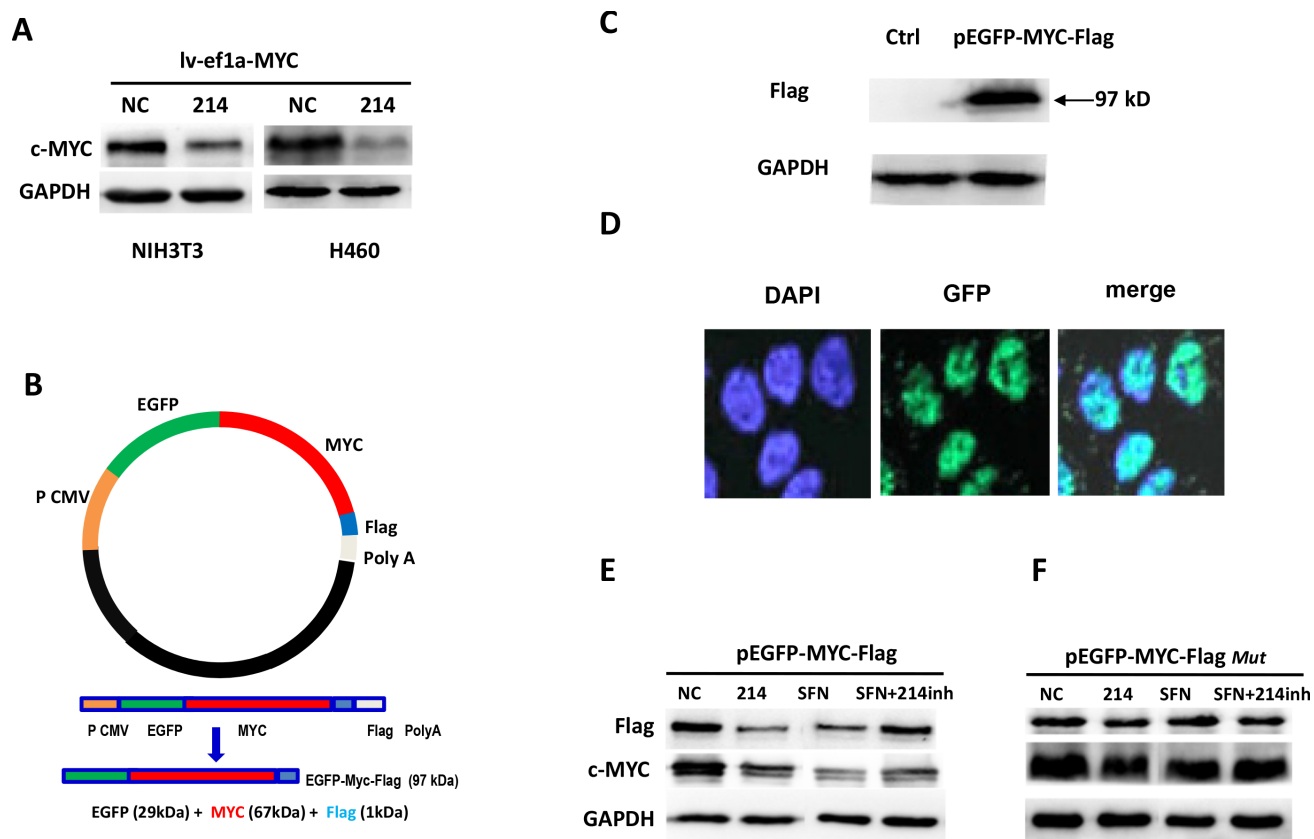 A
lv-ef1a-MYC
NC 214 NC 214
c-MYC
GAPDH
NIH3T3 H460
B
EGFP
MYC
P CMV
Flag
Poly A
P CMV EGFP MYC Flag PolyA
EGFP-Myc-Flag (97 kDa)
EGFP (29kDa) + MYC (67kDa) + Flag (1kDa)
C
Ctrl pEGFP-MYC-Flag
Flag
97 kD
GAPDH
D
DAPI GFP merge
E
pEGFP-MYC-Flag
NC 214 SFN SFN+214inh
Flag
c-MYC
GAPDH
F
pEGFP-MYC-Flag Mut
NC 214 SFN SFN+214inh